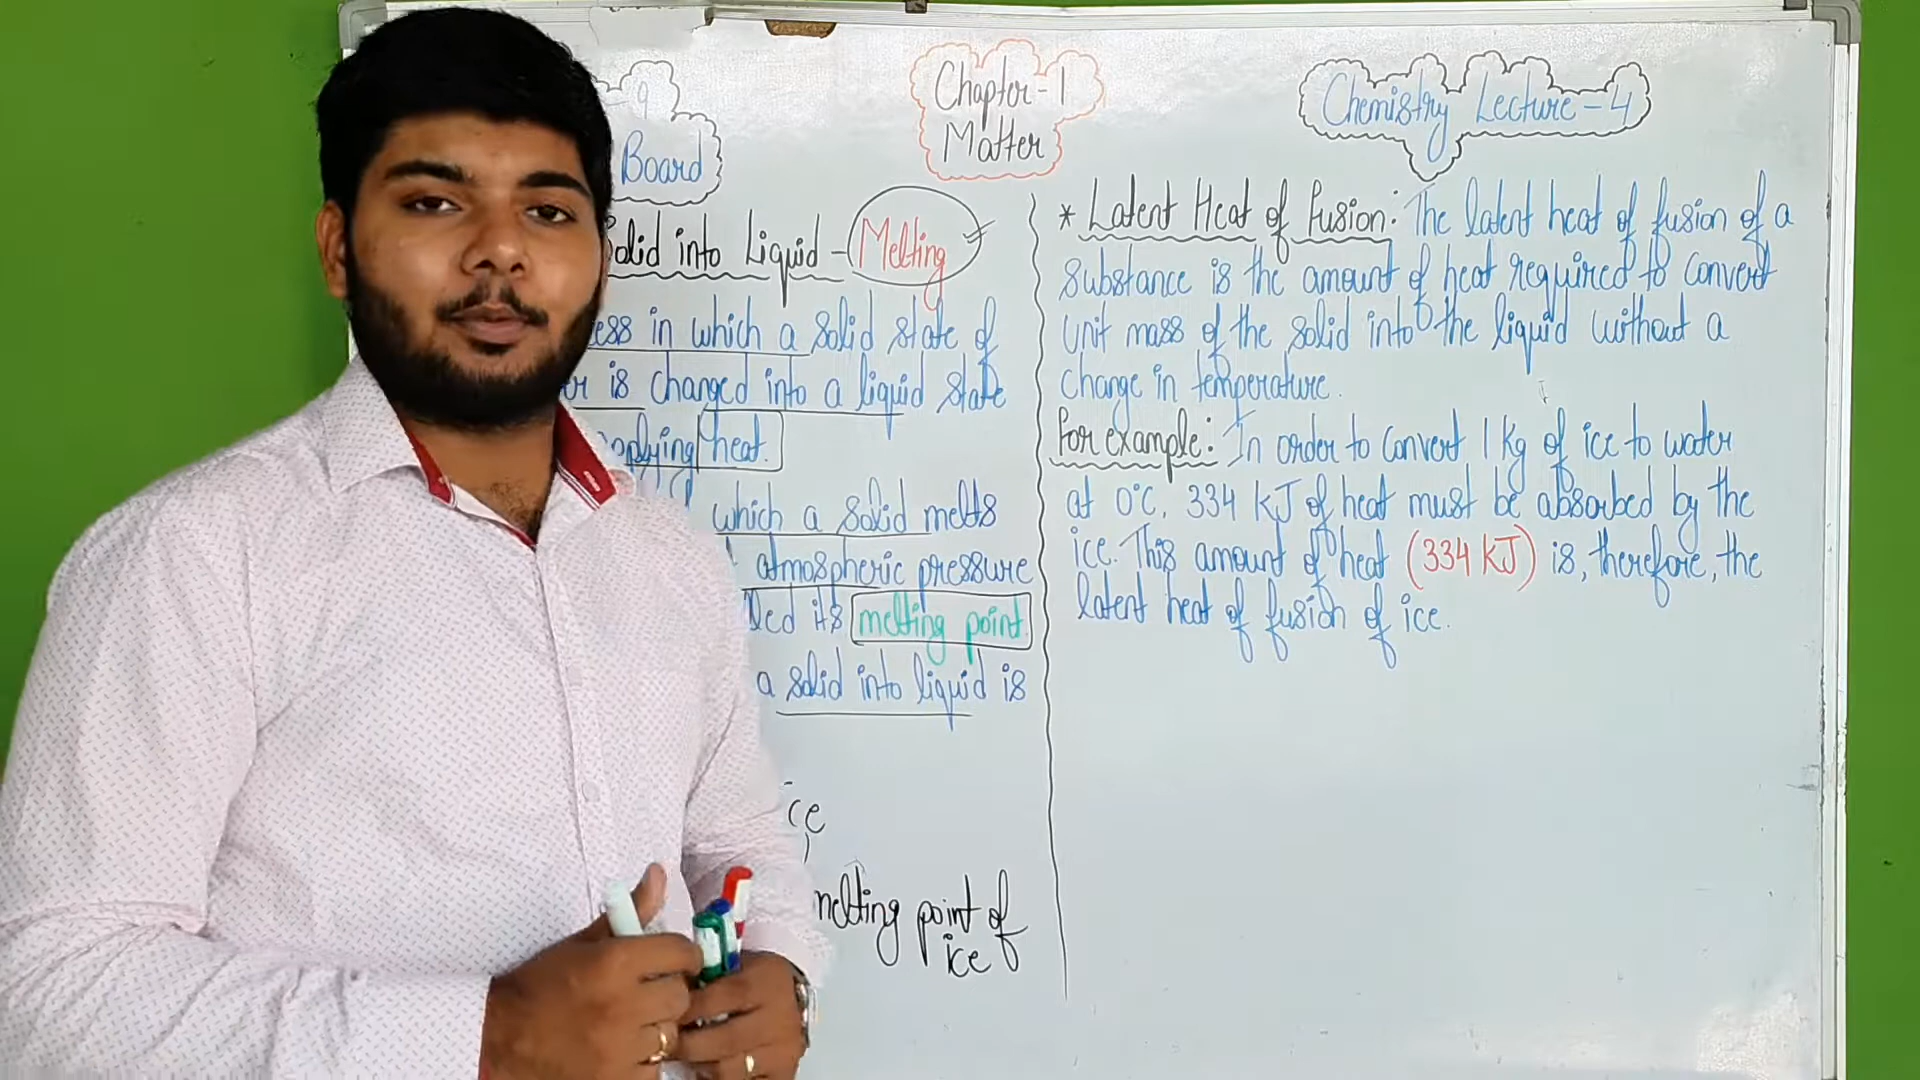 -9
Board
Chapter-1
Matter
Chemistry Lecture-4
Solid into Liquid - Melting
ess in which a solid state of
er is changed into a liquid state
applying heat.
which a solid melts
atmospheric pressure
led its melting point.
a solid into liquid is
ice
melting point of
ice
* Latent Heat of Fusion: The latent heat of fusion of a
substance is the amount of heat required to convert
unit mass of the solid into the liquid without a
change in temperature.
For example: In order to convert 1 Kg of ice to water
at 0°C, 334 KJ of heat must be absorbed by the
ice. This amount of heat (334 KJ) is, therefore, the
latent heat of fusion of ice.